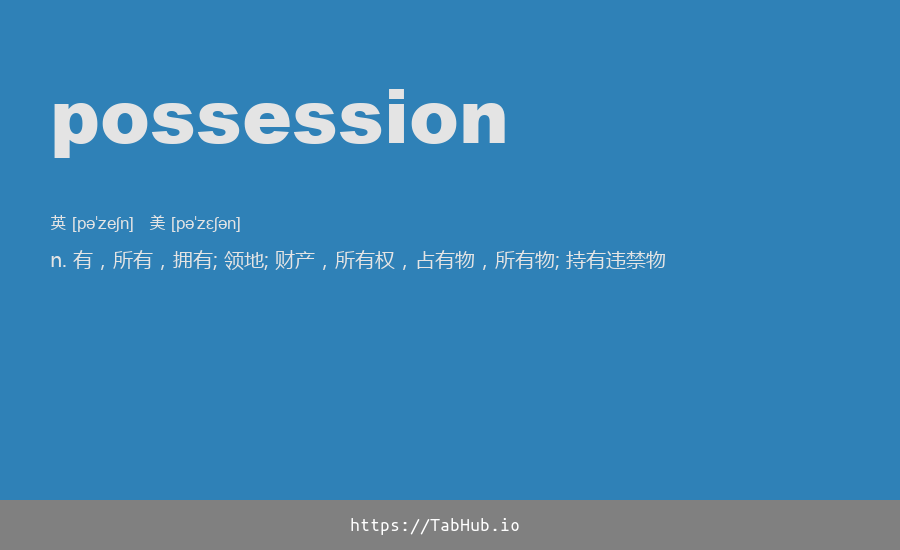 possession
英 [pəˈzeʃn] 美 [pəˈzɛʃən]
n. 有，所有，拥有; 领地; 财产，所有权，占有物，所有物; 持有违禁物
https://TabHub.io